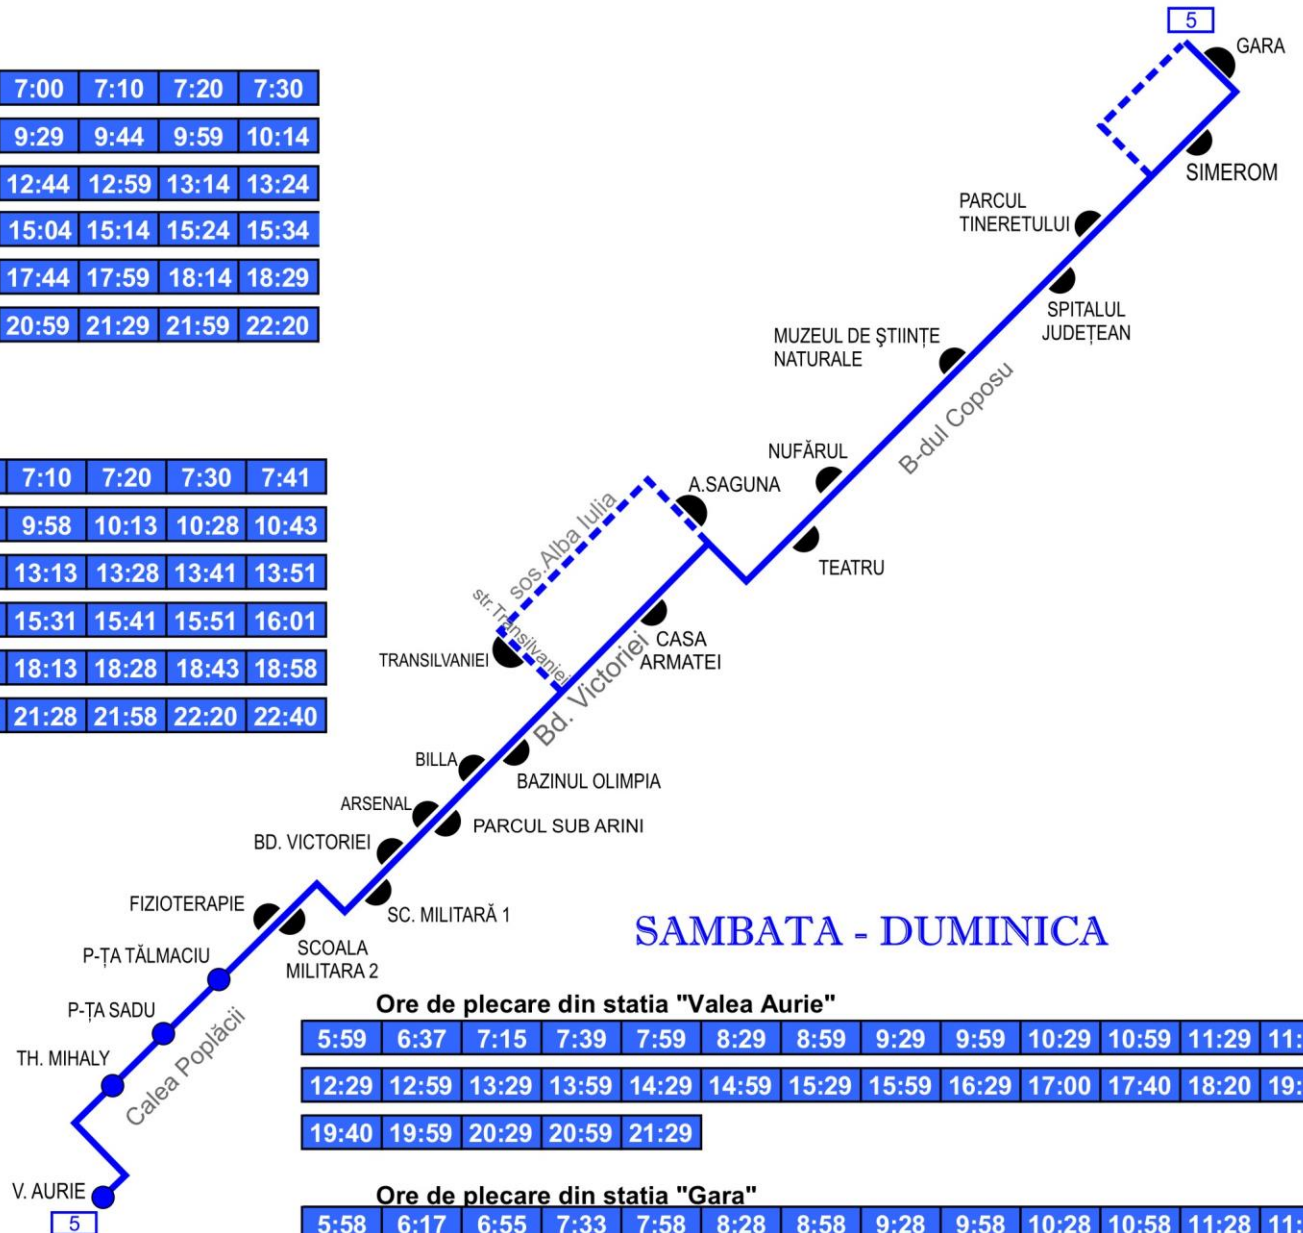 5
GARA
SIMEROM
PARCUL
TINERETULUI
SPITALUL
JUDEȚEAN
MUZEUL DE ŞTIINȚE
NATURALE
B-dul Coposu
NUFĂRUL
A.SAGUNA
TEATRU
sos.Alba Iulia
str.Transilvaniei
TRANSILVANIEI
CASA
ARMATEI
Bd. Victoriei
BILLA
BAZINUL OLIMPIA
ARSENAL
PARCUL SUB ARINI
BD. VICTORIEI
SC. MILITARĂ 1
FIZIOTERAPIE
SCOALA
MILITARA 2
P-ȚA TĂLMACIU
P-ȚA SADU
TH. MIHALY
Calea Poplăcii
V. AURIE
5
7:00 7:10 7:20 7:30
9:29 9:44 9:59 10:14
12:44 12:59 13:14 13:24
15:04 15:14 15:24 15:34
17:44 17:59 18:14 18:29
20:59 21:29 21:59 22:20
7:10 7:20 7:30 7:41
9:58 10:13 10:28 10:43
13:13 13:28 13:41 13:51
15:31 15:41 15:51 16:01
18:13 18:28 18:43 18:58
21:28 21:58 22:20 22:40
SAMBATA - DUMINICA
Ore de plecare din statia "Valea Aurie"
5:59 6:37 7:15 7:39 7:59 8:29 8:59 9:29 9:59 10:29 10:59 11:29 11:
12:29 12:59 13:29 13:59 14:29 14:59 15:29 15:59 16:29 17:00 17:40 18:20 19:
19:40 19:59 20:29 20:59 21:29
Ore de plecare din statia "Gara"
5:58 6:17 6:55 7:33 7:58 8:28 8:58 9:28 9:58 10:28 10:58 11:28 11: